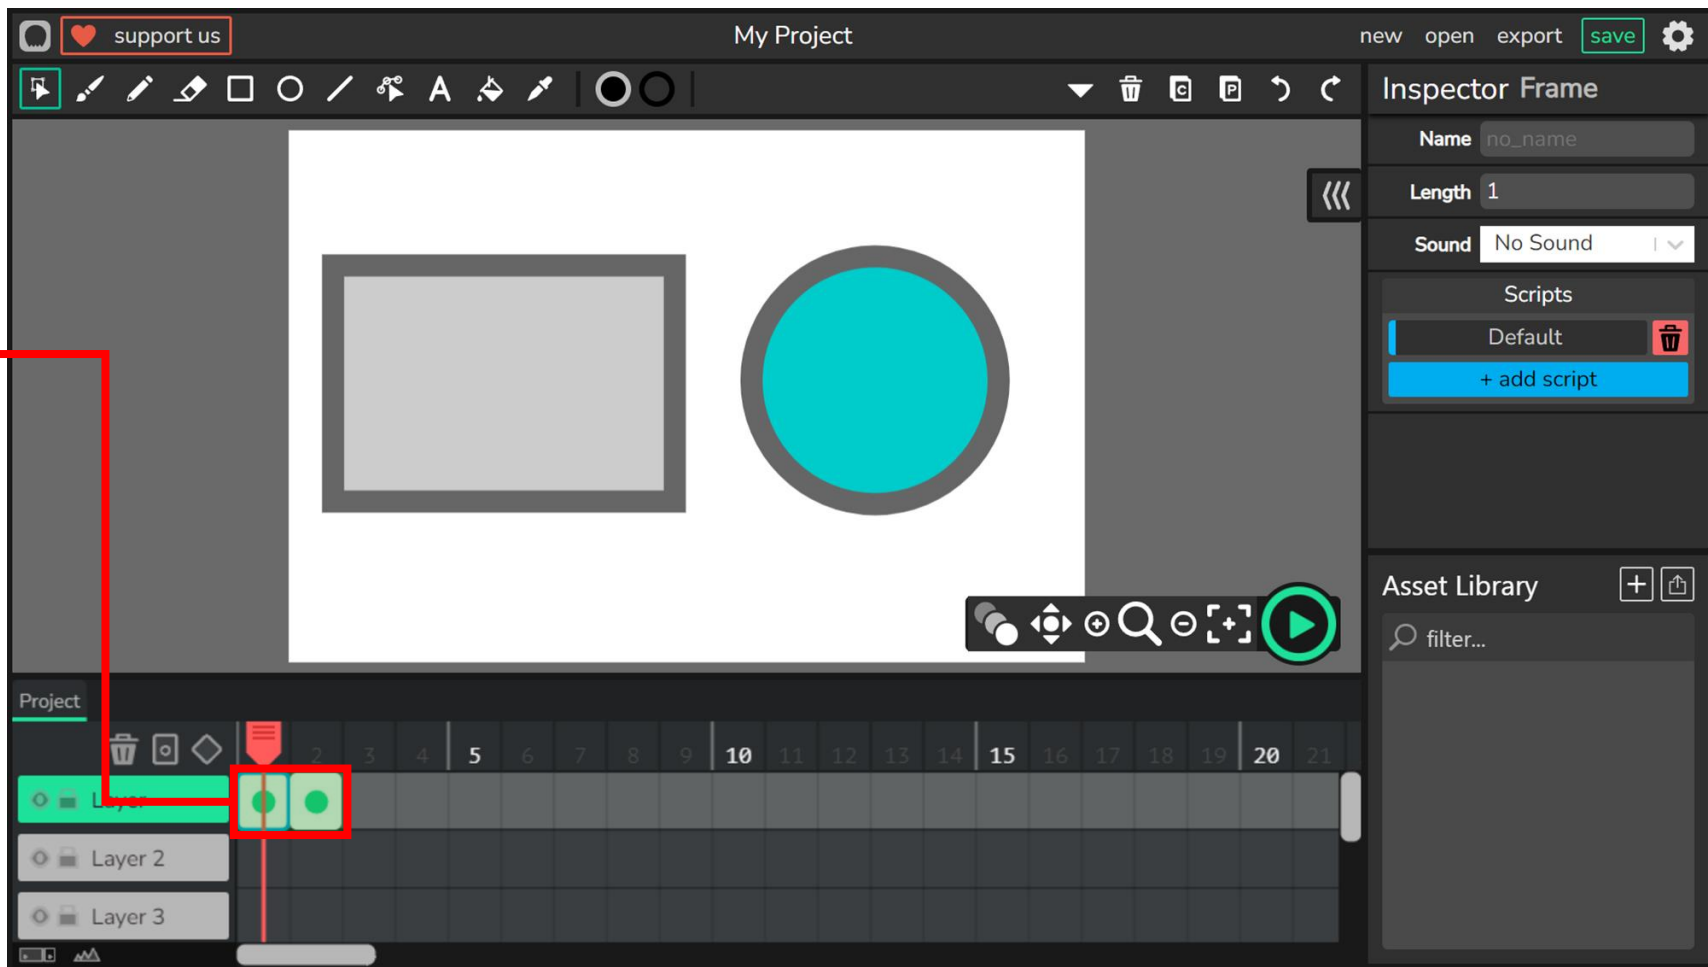 support us
My Project
new open export save
Inspector Frame
Name no_name
Length 1
Sound No Sound
Scripts
Default
+ add script
Asset Library
filter...
Project
2 3 4 5 6 7 8 9 10 11 12 13 14 15 16 17 18 19 20 21
Layer
Layer 2
Layer 3